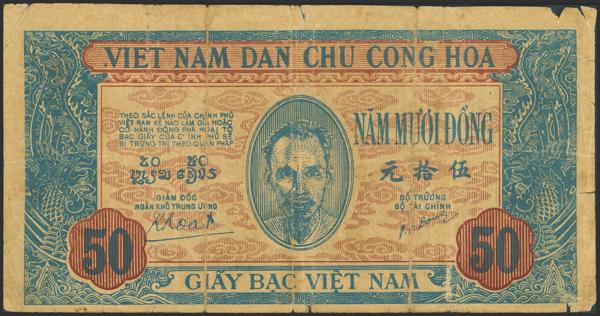 VIET NAM DAN CHU CONG HOA
THEO SẮC LỆNH CỦA CHÍNH PHỦ
VIỆT NAM KẺ NÀO LÀM GIẢ HOẶC
CÓ HÀNH ĐỘNG PHÁ HOẠI TỜ
BẠC GIẤY CỦA CHÍNH PHỦ SẼ
BỊ TRỪNG TRỊ THEO QUÂN PHÁP
GIÁM ĐỐC
NGÂN KHỐ TRUNG ƯƠNG
NĂM MƯƠI ĐỒNG
元拾伍
BỘ TRƯỞNG
BỘ TÀI CHÍNH
50
50
GIẤY BẠC VIỆT NAM